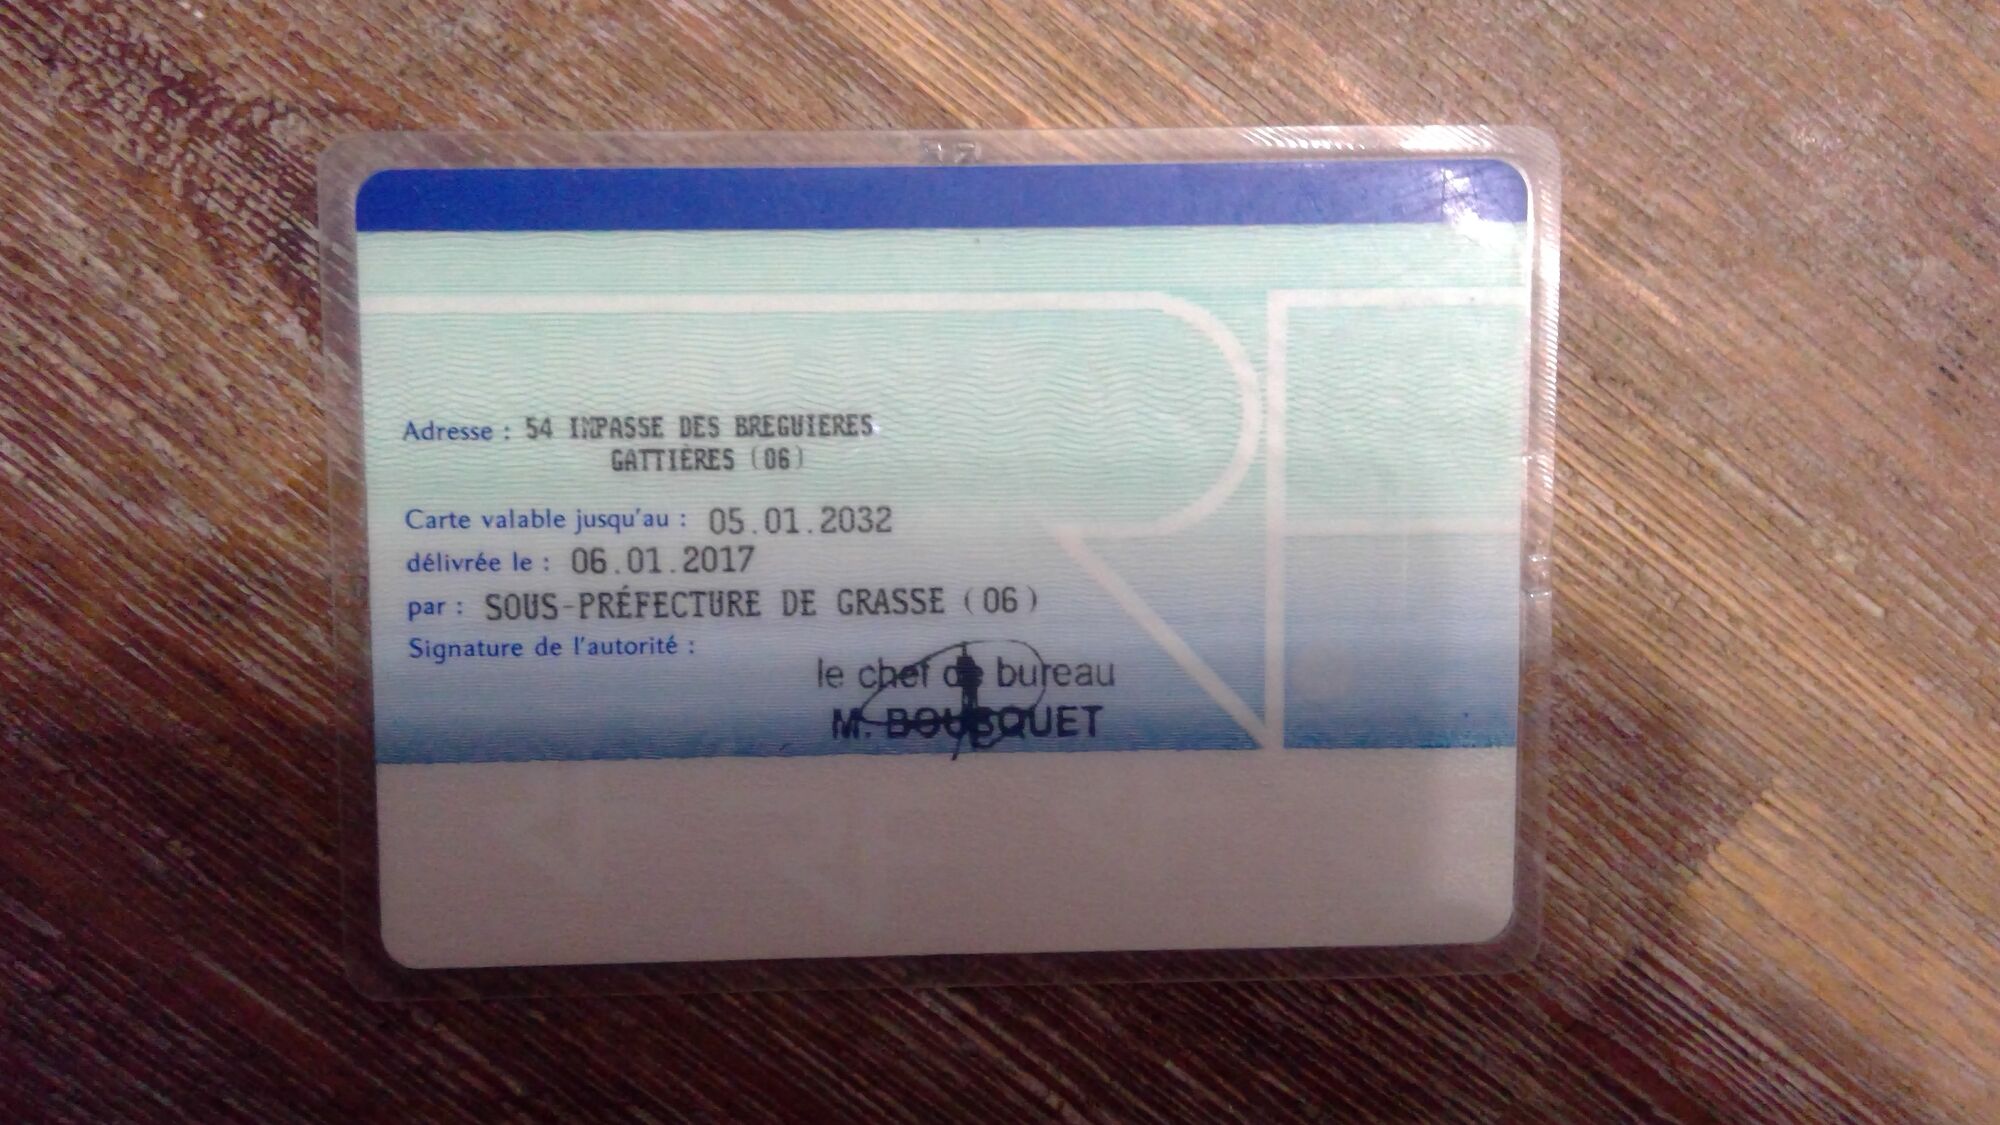 Adresse : 54 IMPASSE DES BREGUIERES
GATTIÈRES (06)
Carte valable jusqu'au : 05.01.2032
délivrée le : 06.01.2017
par : SOUS-PRÉFECTURE DE GRASSE (06)
Signature de l'autorité :
le chef de bureau
M. BOUSQUET